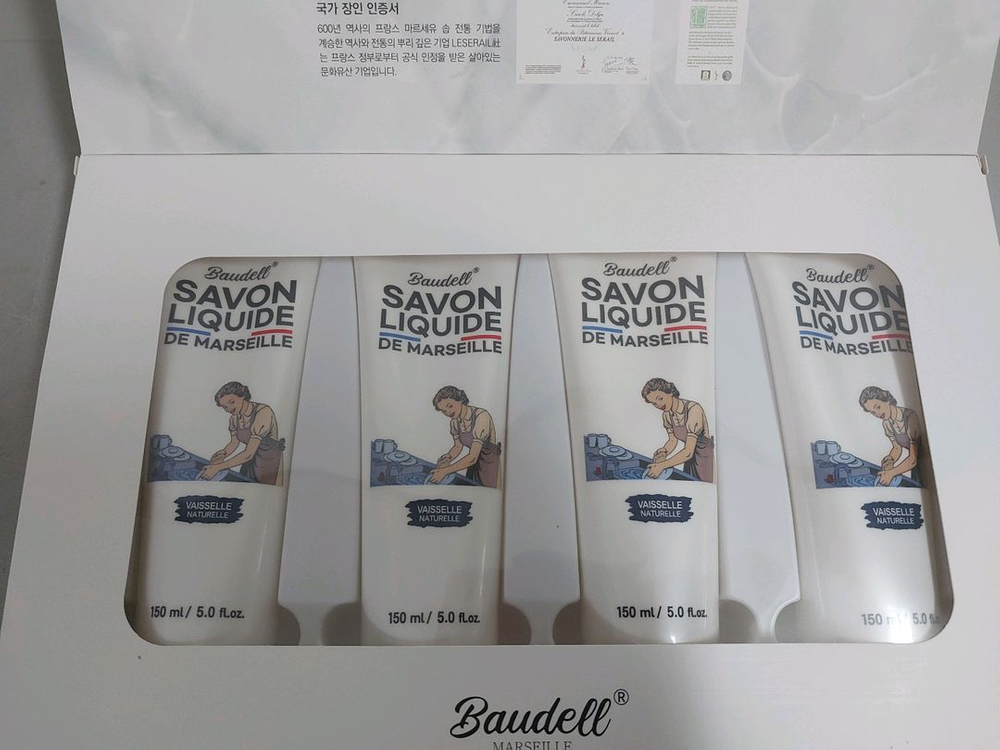 국가 장인 인증서
600년 역사의 프랑스 마르세유 솝 전통 기법을
계승한 역사와 전통의 뿌리 깊은 기업 LESERAIL社
는 프랑스 정부로부터 공식 인정을 받은 살아있는
문화유산 기업입니다.
SAVONNERIE LE SERAIL
Baudell®
SAVON
LIQUIDE
DE MARSEILLE
VAISSELLE
NATURELLE
150 ml / 5.0 fl.oz.
Baudell®
SAVON
LIQUIDE
DE MARSEILLE
VAISSELLE
NATURELLE
150 ml / 5.0 fl.oz.
Baudell®
SAVON
LIQUIDE
DE MARSEILLE
VAISSELLE
NATURELLE
150 ml / 5.0 fl.oz.
Baudell®
SAVON
LIQUIDE
DE MARSEILLE
VAISSELLE
NATURELLE
150 5.0
Baudell®
MARSEILLE